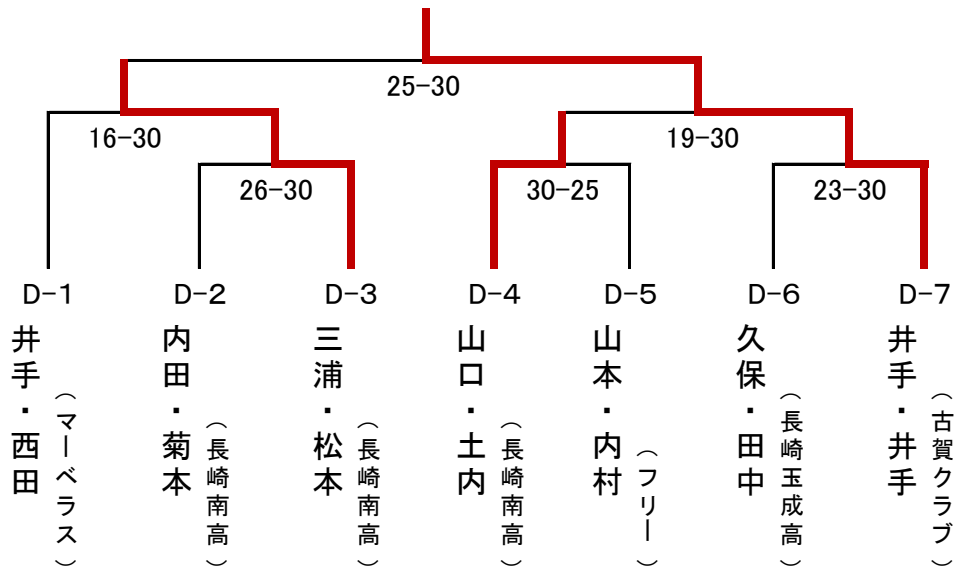 25-30
16-30
19-30
26-30
30-25
23-30
D-1
D-2
D-3
D-4
D-5
D-6
D-7
井手・西田
（マーベラス）
内田・菊本
（長崎南高）
三浦・松本
（長崎南高）
山口・土内
（長崎南高）
山本・内村
（フリー）
久保・田中
（長崎玉成高）
井手・井手
（古賀クラブ）